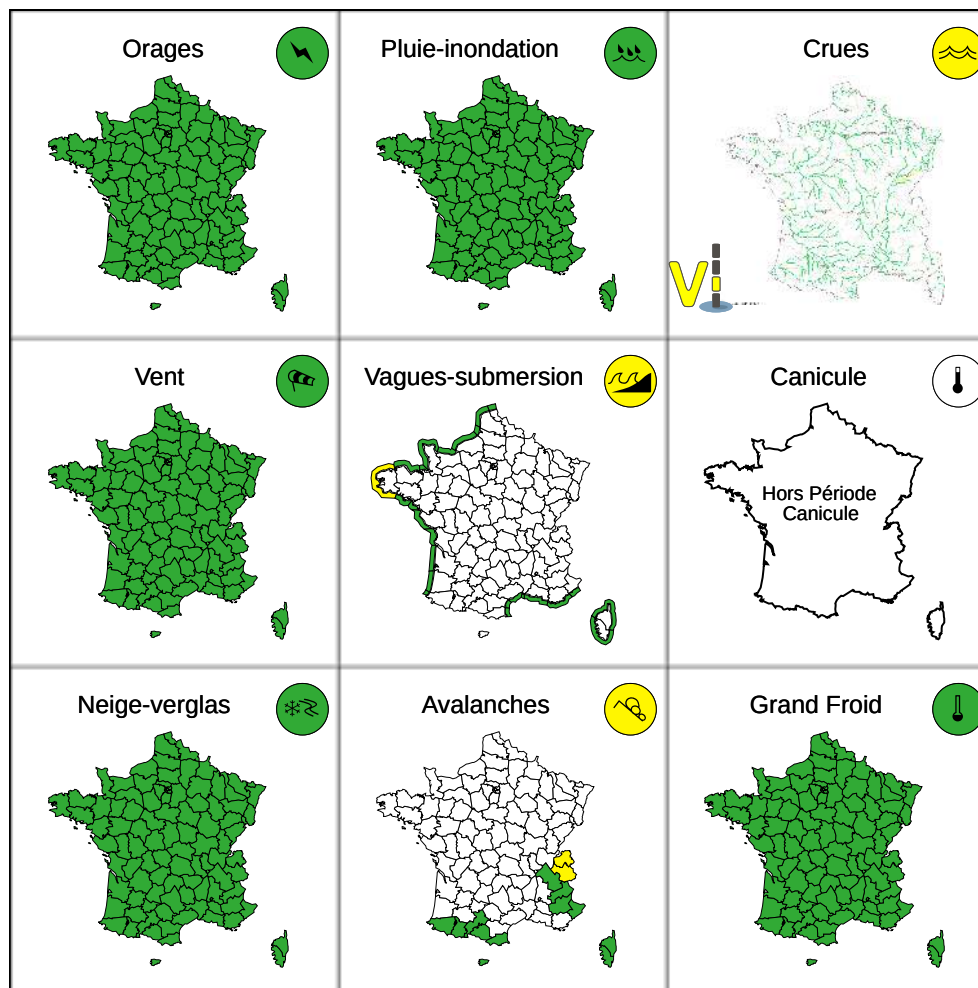 Orages
Pluie-inondation
Crues
Vent
Vagues-submersion
Canicule
Hors Période
Canicule
Neige-verglas
Avalanches
Grand Froid